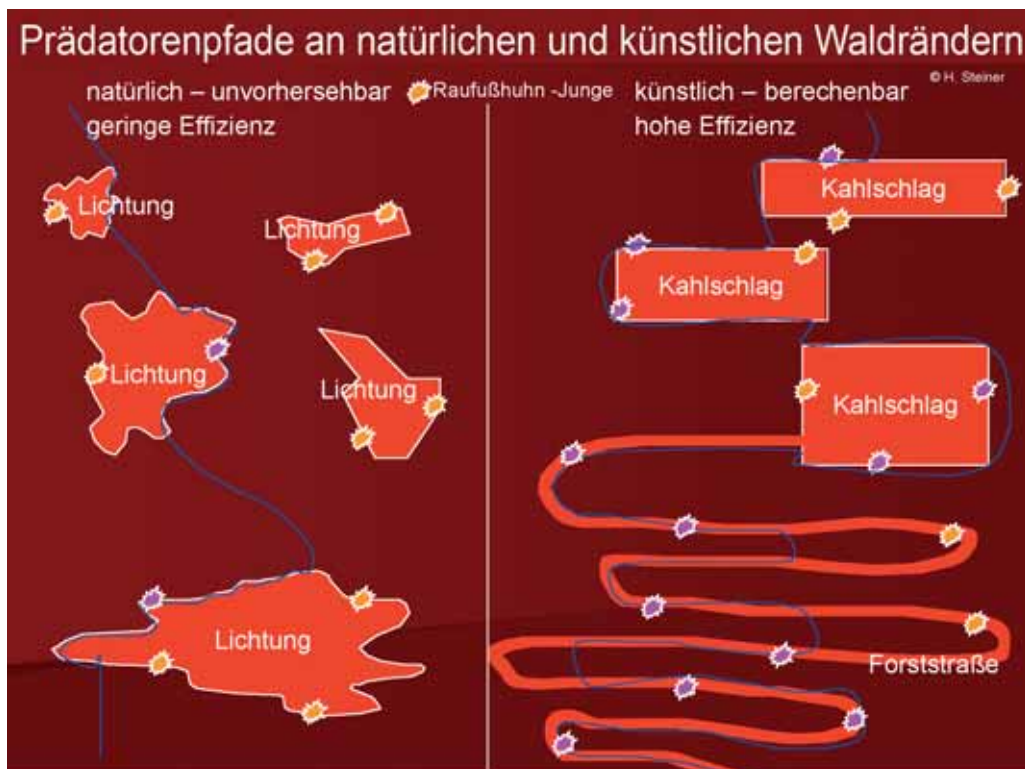 Prädatorenpfade an natürlichen und künstlichen Waldrändern
© H. Steiner
natürlich – unvorhersehbar
geringe Effizienz
Raufußhuhn -Junge
künstlich – berechenbar
hohe Effizienz
Lichtung
Lichtung
Lichtung
Lichtung
Lichtung
Kahlschlag
Kahlschlag
Kahlschlag
Forststraße